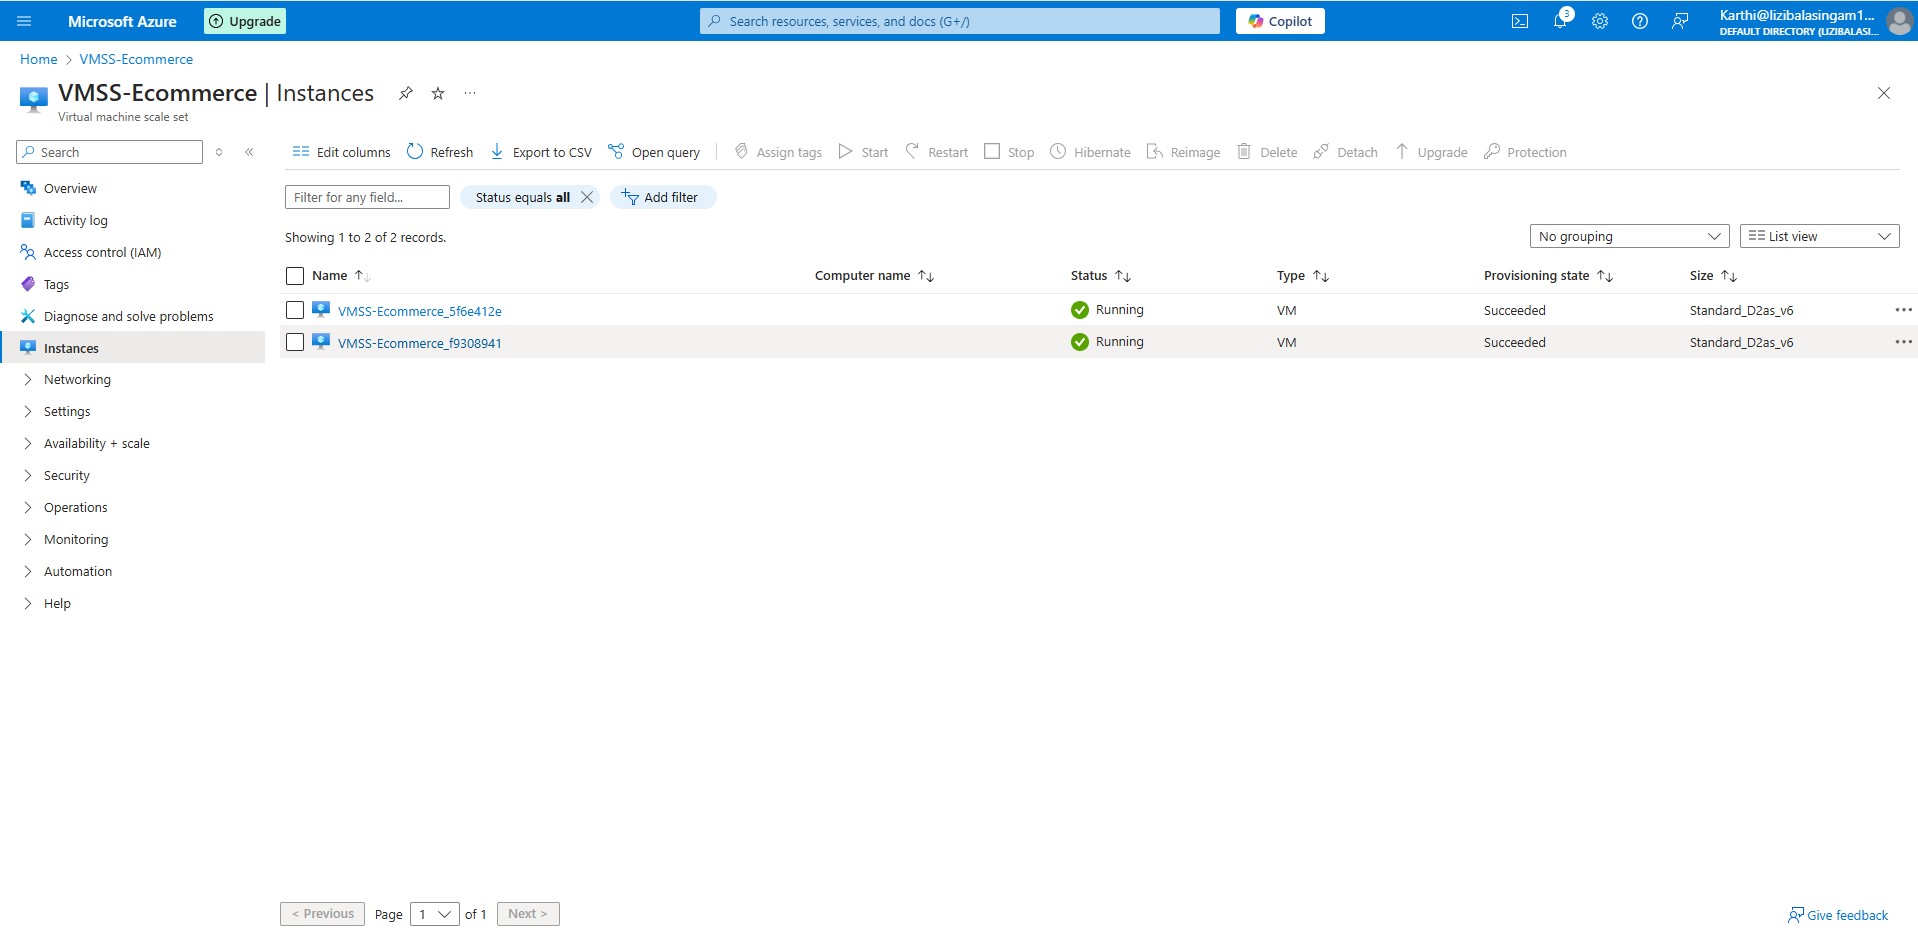 Microsoft Azure
Upgrade
Search resources, services, and docs (G+/)
Copilot
3
Karthi@lizibalasingam1...
DEFAULT DIRECTORY (LIZIBALASI...
Home > VMSS-Ecommerce
VMSS-Ecommerce | Instances
...
Virtual machine scale set
Search
Edit columns
Refresh
Export to CSV
Open query
Assign tags
Start
Restart
Stop
Hibernate
Reimage
Delete
Detach
Upgrade
Protection
Overview
Activity log
Access control (IAM)
Tags
Diagnose and solve problems
Instances
Networking
Settings
Availability + scale
Security
Operations
Monitoring
Automation
Help
Filter for any field...
Status equals all
Add filter
Showing 1 to 2 of 2 records.
No grouping
List view
Name Computer name Status Type Provisioning state Size
VMSS-Ecommerce_5f6e412e Running VM Succeeded Standard_D2as_v6
VMSS-Ecommerce_f9308941 Running VM Succeeded Standard_D2as_v6
< Previous Page 1 of 1 Next >
Give feedback